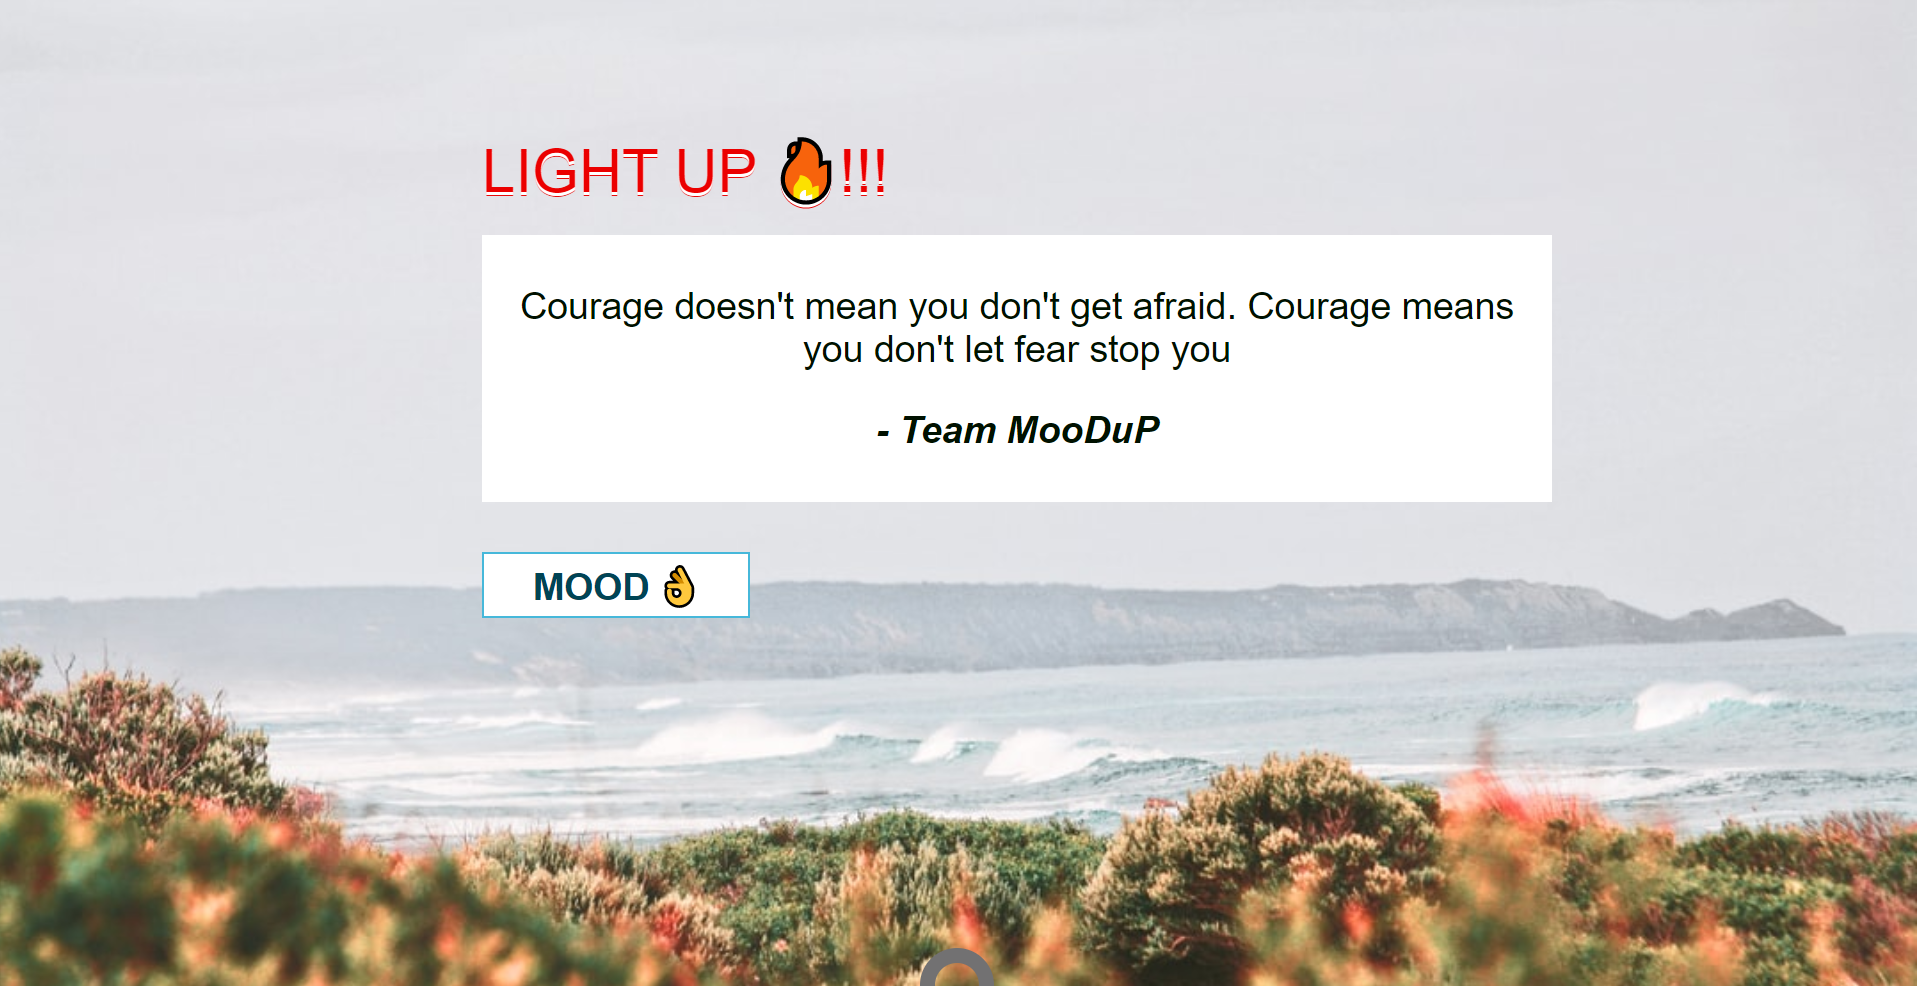 LIGHT UP 🔥!!!
Courage doesn't mean you don't get afraid. Courage means
you don't let fear stop you
- Team MooDuP
MOOD 👌